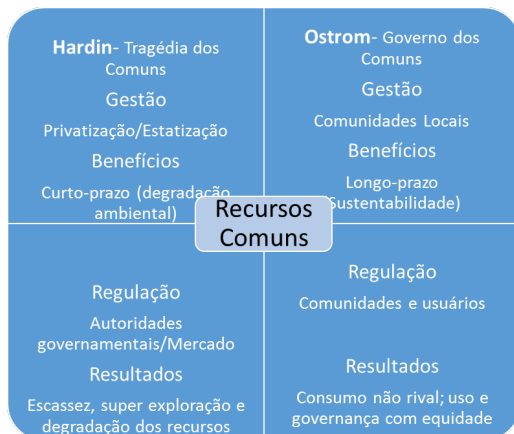 Hardin- Tragédia dos
Comuns
Gestão
Privatização/Estatização
Benefícios
Curto-prazo (degradação
ambiental)
Ostrom- Governo dos
Comuns
Gestão
Comunidades Locais
Benefícios
Longo-prazo
(Sustentabilidade)
Recursos
Comuns
Regulação
Autoridades
governamentais/Mercado
Resultados
Escassez, super exploração e
degradação dos recursos
Regulação
Comunidades e usuários
Resultados
Consumo não rival; uso e
governança com equidade